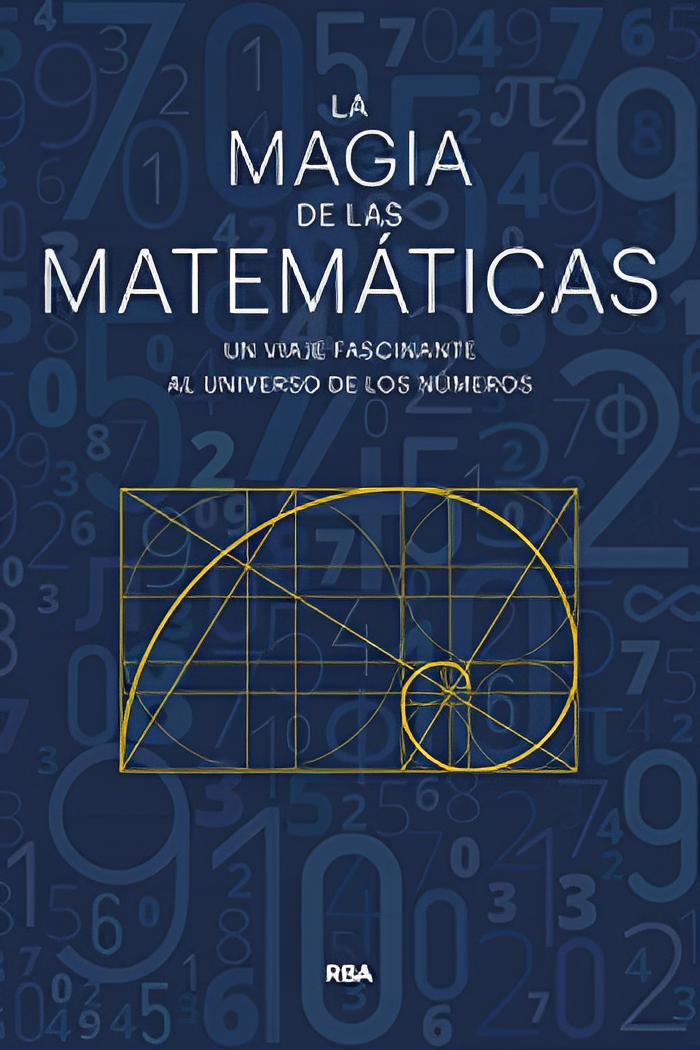 LA
MAGIA
DE LAS
MATEMÁTICAS
UN VIAJE FASCINANTE
AL UNIVERSO DE LOS NÚMEROS
RBA